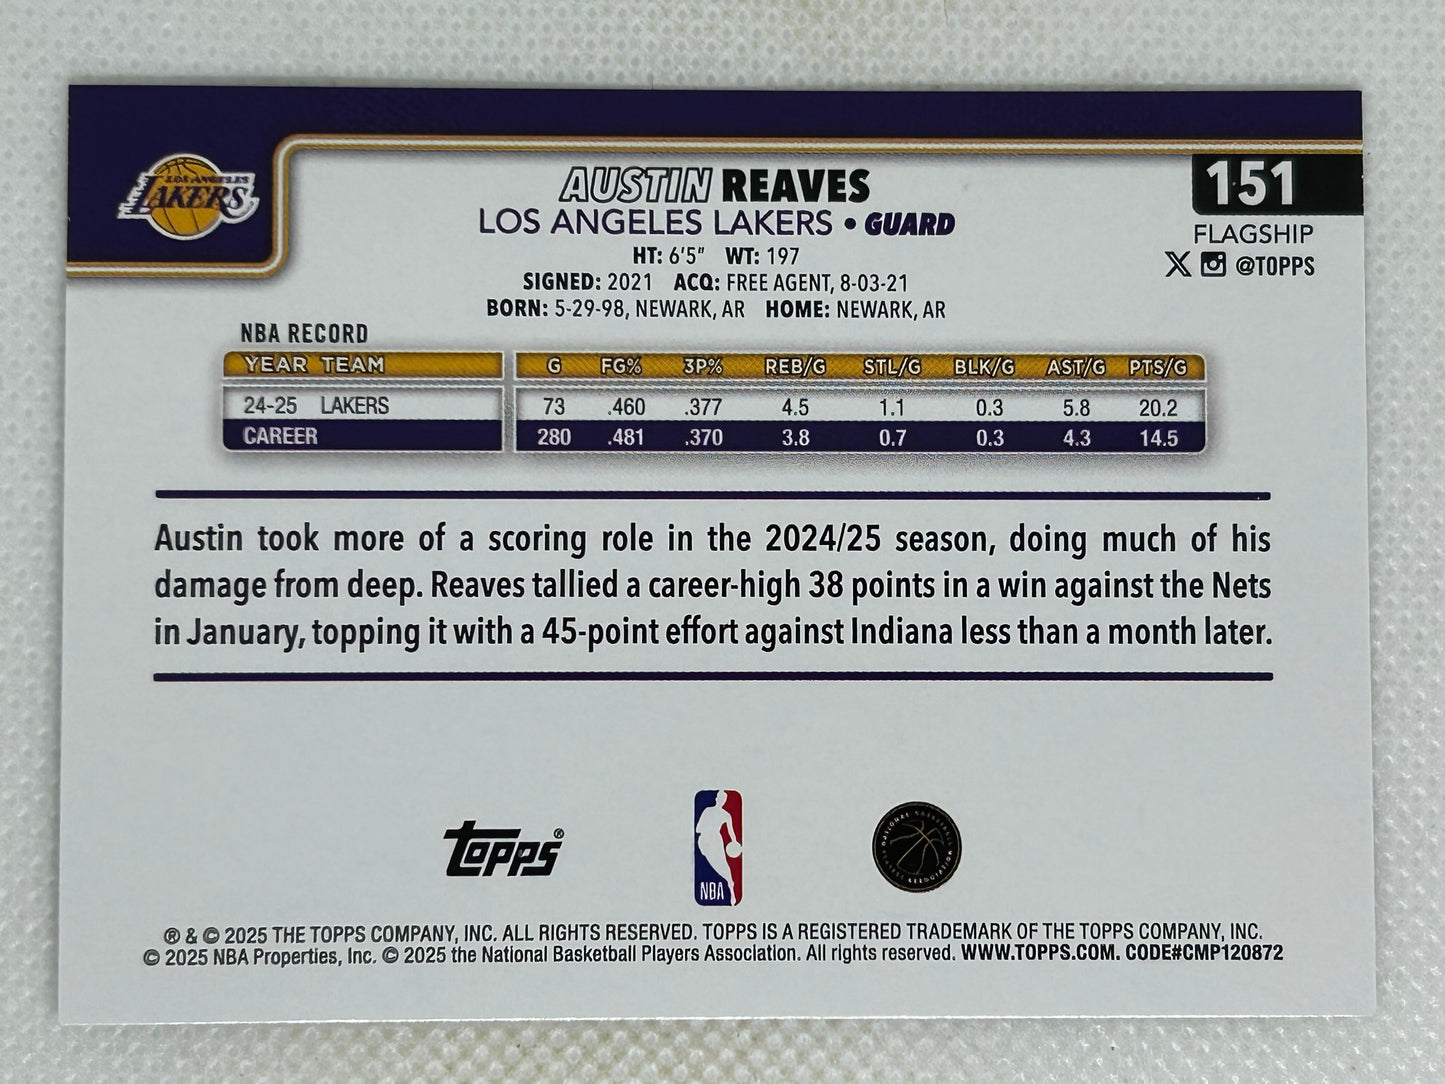 LOS ANGELES
LAKERS
AUSTIN REAVES
151
LOS ANGELES LAKERS • GUARD
FLAGSHIP
HT: 6'5" WT: 197
@TOPPS
SIGNED: 2021 ACQ: FREE AGENT, 8-03-21
BORN: 5-29-98, NEWARK, AR HOME: NEWARK, AR
NBA RECORD
YEAR TEAM G FG% 3P% REB/G STL/G BLK/G AST/G PTS/G
24-25 LAKERS 73 .460 .377 4.5 1.1 0.3 5.8 20.2
CAREER 280 .481 .370 3.8 0.7 0.3 4.3 14.5
Austin took more of a scoring role in the 2024/25 season, doing much of his
damage from deep. Reaves tallied a career-high 38 points in a win against the Nets
in January, topping it with a 45-point effort against Indiana less than a month later.
topps®
NBA
NATIONAL BASKETBALL
PLAYERS ASSOCIATION
® & © 2025 THE TOPPS COMPANY, INC. ALL RIGHTS RESERVED. TOPPS IS A REGISTERED TRADEMARK OF THE TOPPS COMPANY, INC.
© 2025 NBA Properties, Inc. © 2025 the National Basketball Players Association. All rights reserved. WWW.TOPPS.COM. CODE#CMP120872